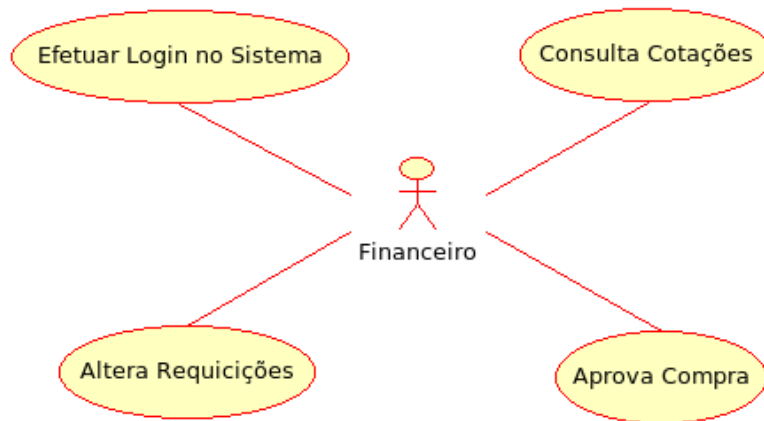 Efetuar Login no Sistema
Consulta Cotações
Financeiro
Altera Requicições
Aprova Compra